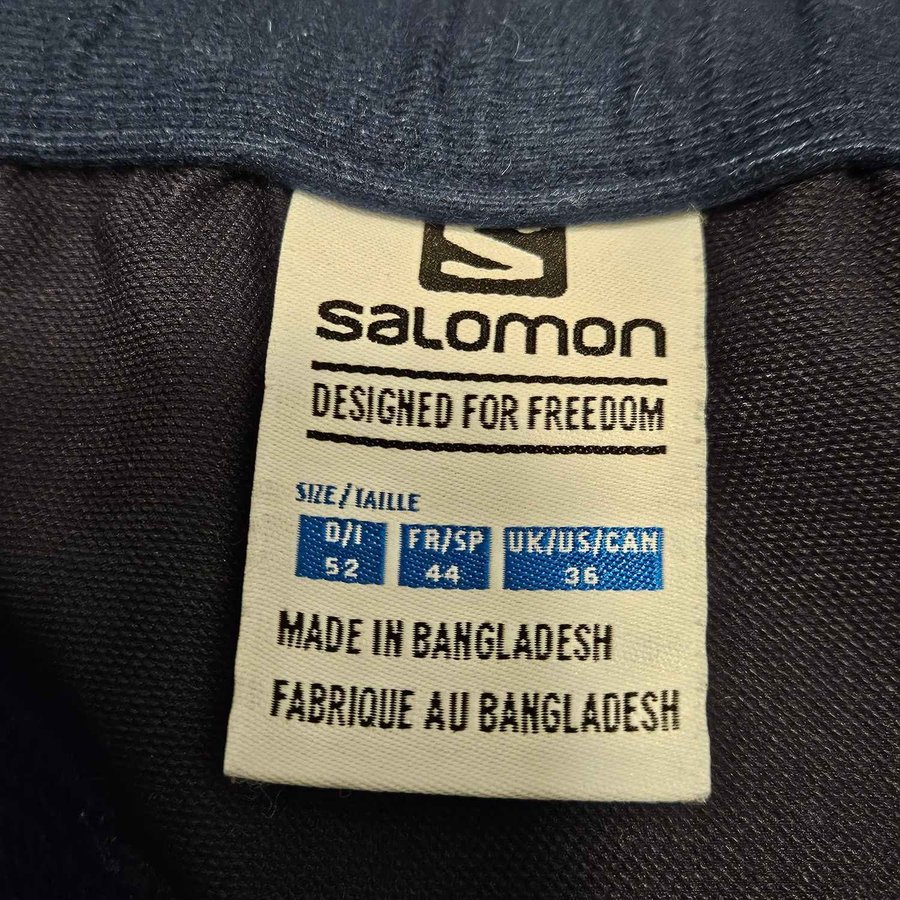 salomon
DESIGNED FOR FREEDOM
SIZE/TAILLE
D/I FR/SP UK/US/CAN
52 44 36
MADE IN BANGLADESH
FABRIQUE AU BANGLADESH